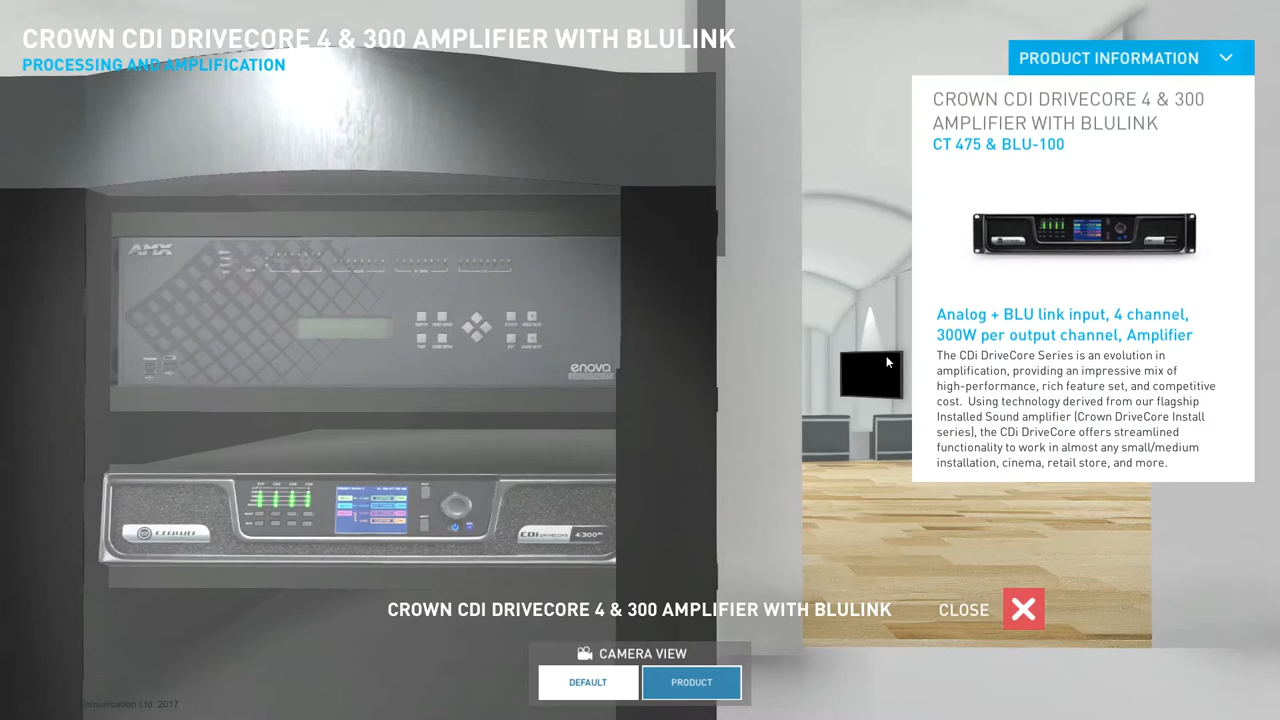 CROWN CDI DRIVECORE 4 & 300 AMPLIFIER WITH BLULINK
PROCESSING AND AMPLIFICATION
PRODUCT INFORMATION
CROWN CDI DRIVECORE 4 & 300
AMPLIFIER WITH BLULINK
CT 475 & BLU-100
Analog + BLU link input, 4 channel,
300W per output channel, Amplifier
The CDi DriveCore Series is an evolution in
amplification, providing an impressive mix of
high-performance, rich feature set, and competitive
cost. Using technology derived from our flagship
Installed Sound amplifier (Crown DriveCore Install
series), the CDi DriveCore offers streamlined
functionality to work in almost any small/medium
installation, cinema, retail store, and more.
AMX
enova
crown
CDi DRIVECORE 4|300BL
CROWN CDI DRIVECORE 4 & 300 AMPLIFIER WITH BLULINK
CLOSE
CAMERA VIEW
DEFAULT
PRODUCT
mmunication Ltd. 2017